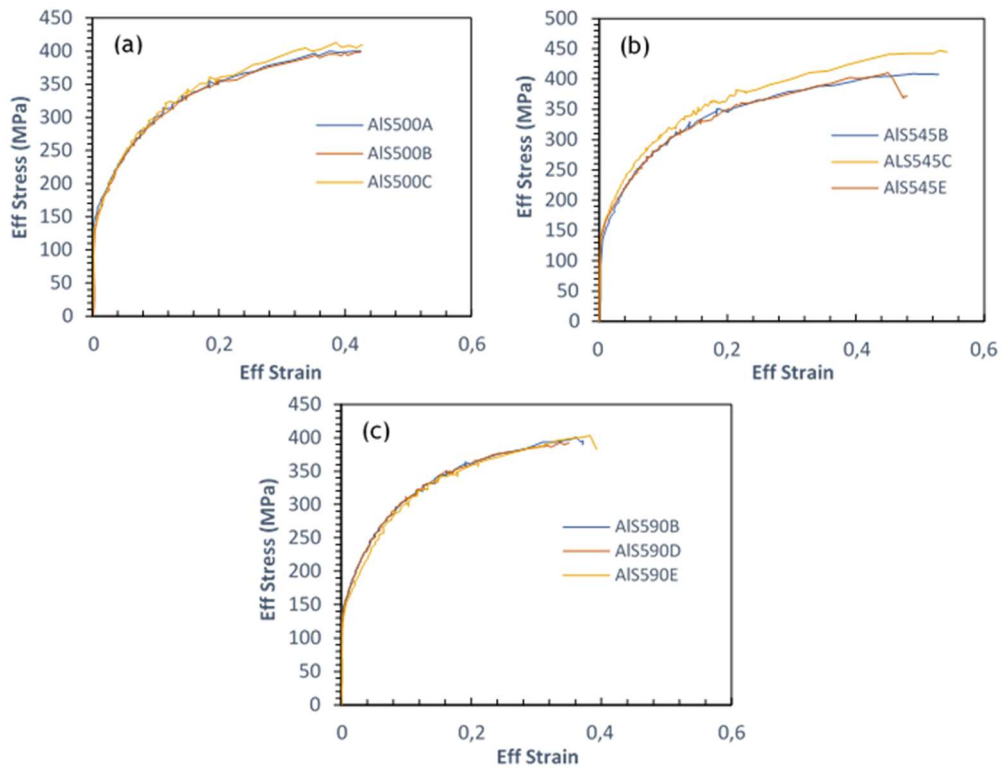 (a)
Eff Stress (MPa)
450
400
350
300
250
200
150
100
50
0
0
0,2
0,4
0,6
Eff Strain
AlS500A
AlS500B
AlS500C
(b)
Eff Stress (MPa)
500
450
400
350
300
250
200
150
100
50
0
0
0,2
0,4
0,6
Eff Strain
AlS545B
ALS545C
AlS545E
(c)
Eff Stress (MPa)
450
400
350
300
250
200
150
100
50
0
0
0,2
0,4
0,6
Eff Strain
AlS590B
AlS590D
AlS590E